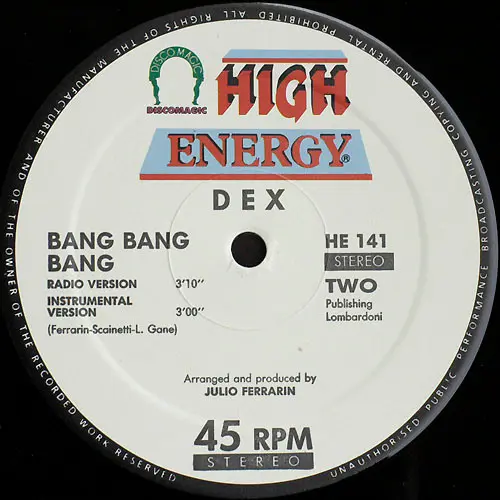 ALL RIGHTS OF THE MANUFACTURER AND OF THE OWNER OF THE RECORDED WORK RESERVED
UNAUTHORISED PUBLIC PERFORMANCE BROADCASTING COPYING AND RENTAL PROHIBITED
DISCOMAGIC
DISCOMAGIC
HIGH
ENERGY®
DEX
BANG BANG
BANG
RADIO VERSION 3'10''
INSTRUMENTAL
VERSION 3'00''
(Ferrarin-Scainetti-L. Gane)
HE 141
STEREO
TWO
Publishing
Lombardoni
Arranged and produced by
JULIO FERRARIN
45 RPM
STEREO